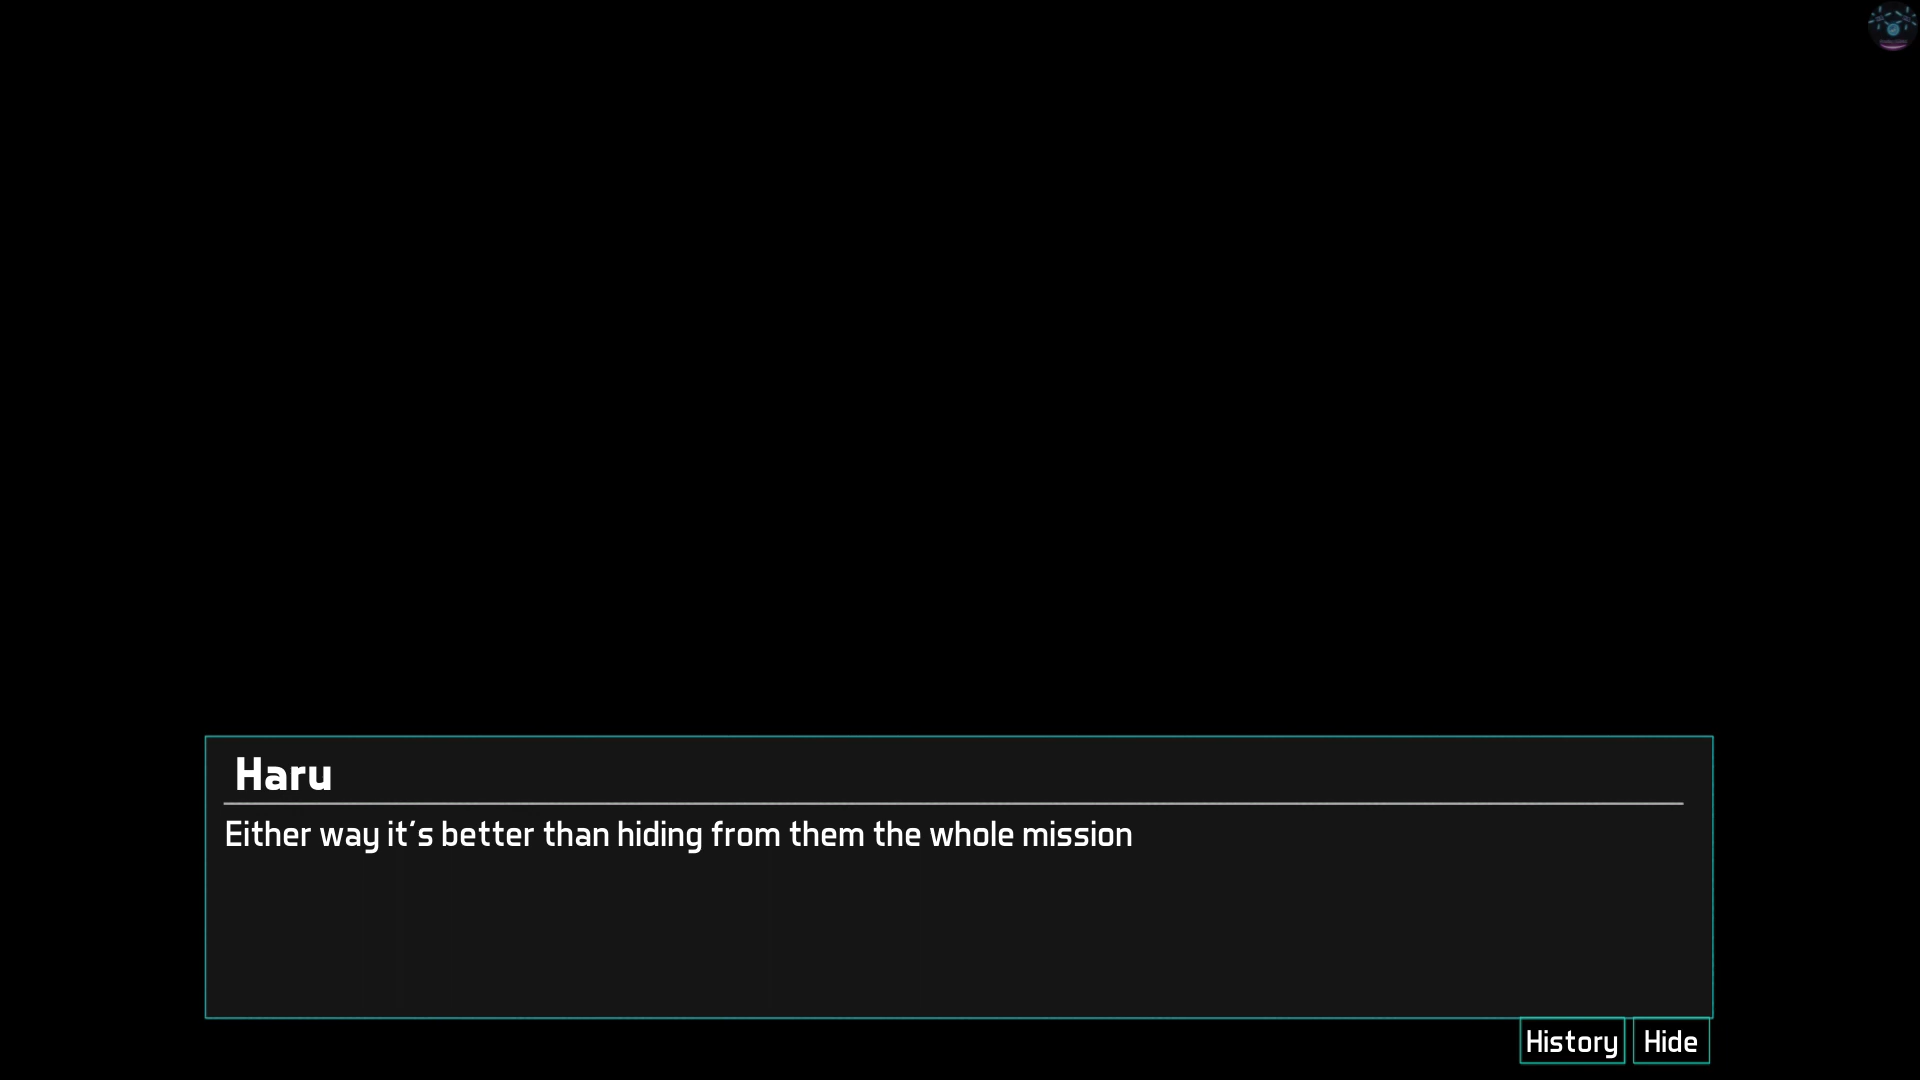 Haru
Either way it's better than hiding from them the whole mission
History
Hide